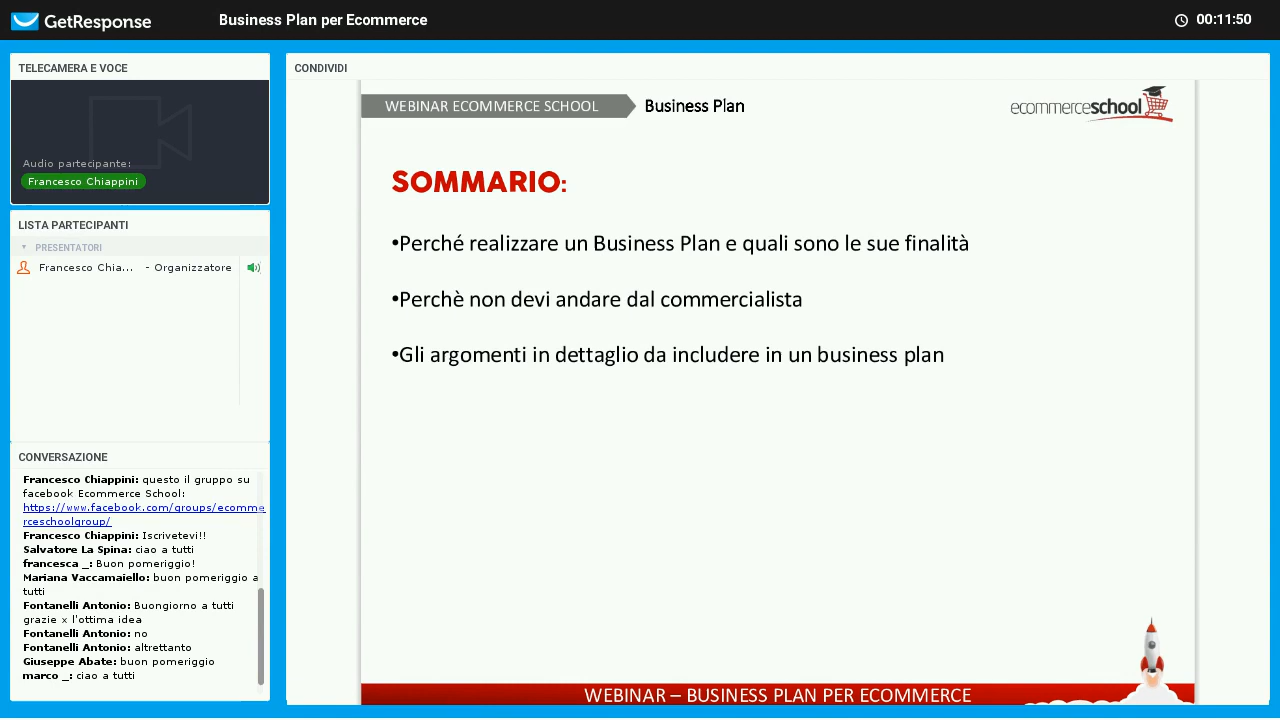 GetResponse
Business Plan per Ecommerce
00:11:50
TELECAMERA E VOCE
Audio partecipante:
Francesco Chiappini
LISTA PARTECIPANTI
PRESENTATORI
Francesco Chia... - Organizzatore
CONVERSAZIONE
Francesco Chiappini: questo il gruppo su
facebook Ecommerce School:
https://www.facebook.com/groups/ecomme
rceschoolgroup/
Francesco Chiappini: Iscrivetevi!!
Salvatore La Spina: ciao a tutti
francesca _: Buon pomeriggio!
Mariana Vaccamaiello: buon pomeriggio a
tutti
Fontanelli Antonio: Buongiorno a tutti
grazie x l'ottima idea
Fontanelli Antonio: no
Fontanelli Antonio: altrettanto
Giuseppe Abate: buon pomeriggio
marco _: ciao a tutti
CONDIVIDI
WEBINAR ECOMMERCE SCHOOL
Business Plan
ecommerceschool
SOMMARIO:
•Perché realizzare un Business Plan e quali sono le sue finalità
•Perchè non devi andare dal commercialista
•Gli argomenti in dettaglio da includere in un business plan
WEBINAR – BUSINESS PLAN PER ECOMMERCE